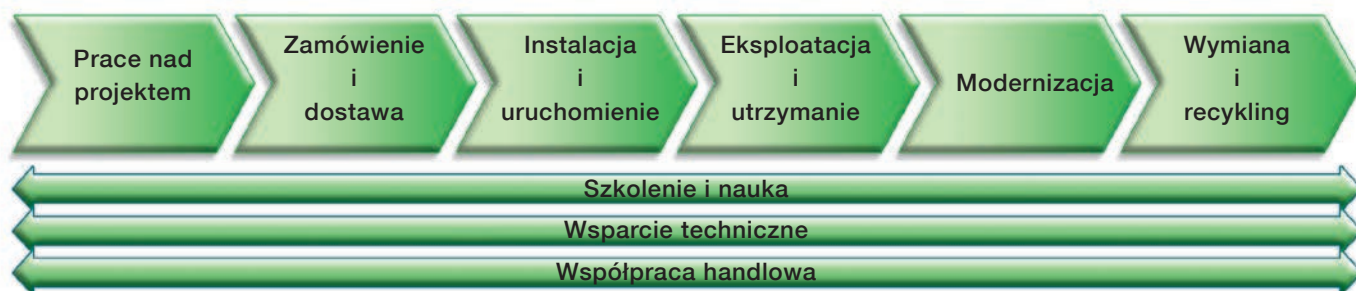 Prace nad
projektem
Zamówienie
i
dostawa
Instalacja
i
uruchomienie
Eksploatacja
i
utrzymanie
Modernizacja
Wymiana
i
recykling
Szkolenie i nauka
Wsparcie techniczne
Współpraca handlowa